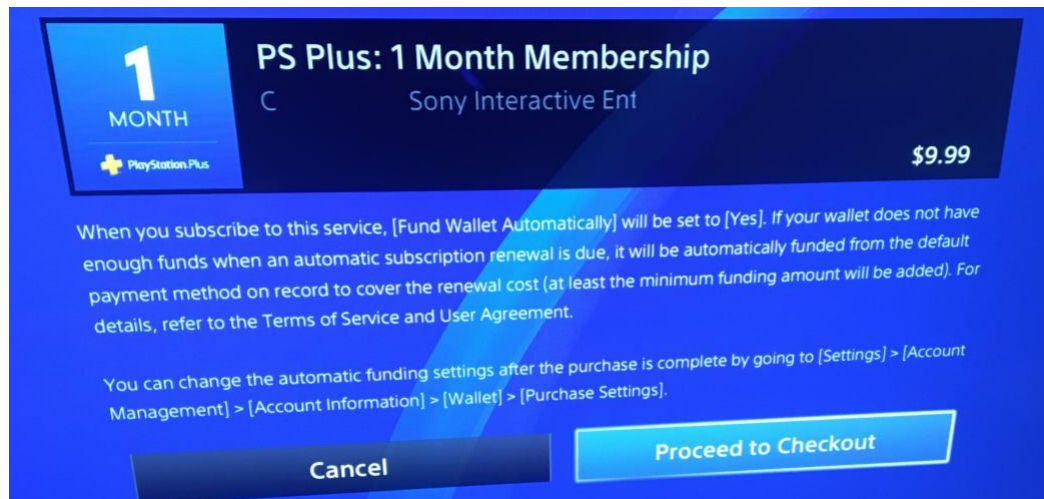 1
MONTH
PlayStation.Plus
PS Plus: 1 Month Membership
C Sony Interactive Ent
$9.99
When you subscribe to this service, [Fund Wallet Automatically] will be set to [Yes]. If your wallet does not have
enough funds when an automatic subscription renewal is due, it will be automatically funded from the default
payment method on record to cover the renewal cost (at least the minimum funding amount will be added). For
details, refer to the Terms of Service and User Agreement.
You can change the automatic funding settings after the purchase is complete by going to [Settings] > [Account
Management] > [Account Information] > [Wallet] > [Purchase Settings].
Cancel
Proceed to Checkout